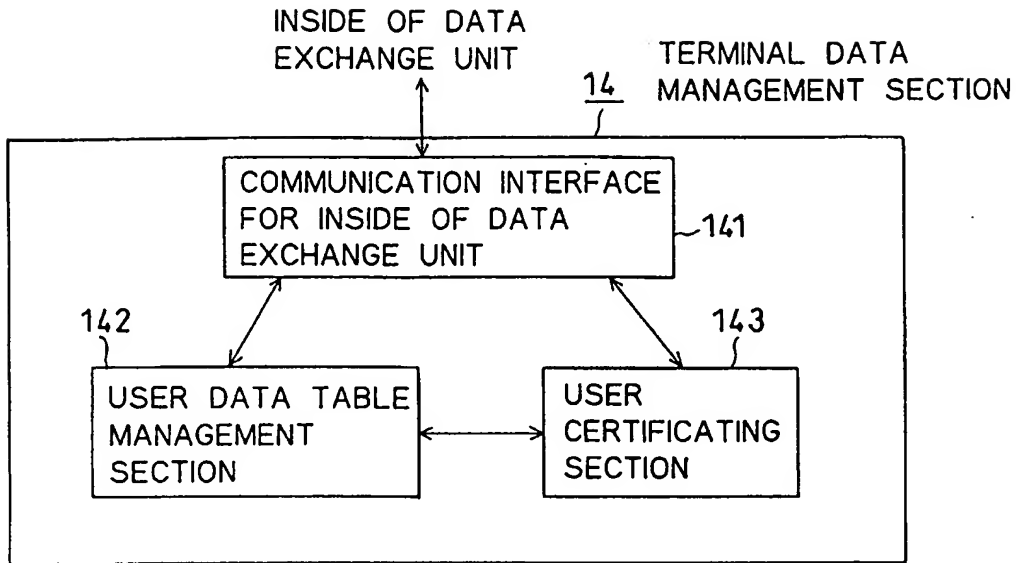 INSIDE OF DATA
EXCHANGE UNIT
14
TERMINAL DATA
MANAGEMENT SECTION
COMMUNICATION INTERFACE
FOR INSIDE OF DATA
EXCHANGE UNIT
141
142
USER DATA TABLE
MANAGEMENT
SECTION
143
USER
CERTIFICATING
SECTION